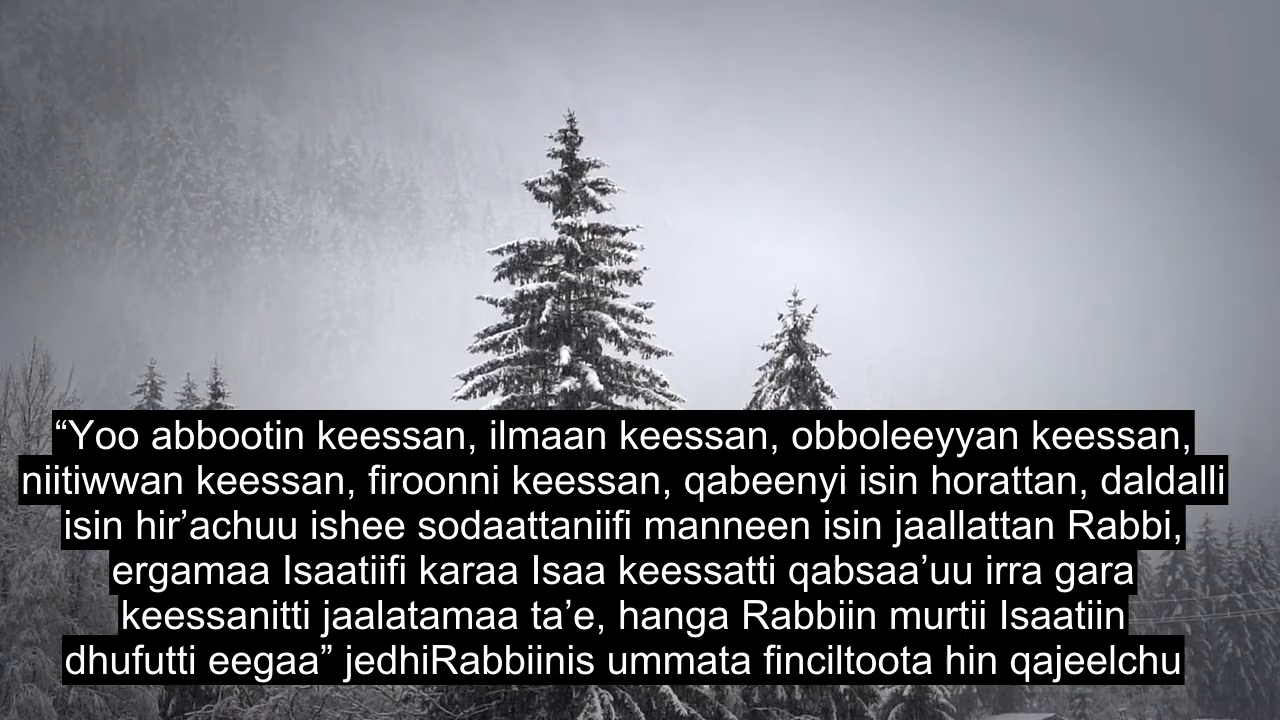 “Yoo abbootin keessan, ilmaan keessan, obboleeyyan keessan,
niitiwwan keessan, firoonni keessan, qabeenyi isin horattan, daldalli
isin hir’achuu ishee sodaattaniifi manneen isin jaallattan Rabbi,
ergamaa Isaatiifi karaa Isaa keessatti qabsaa’uu irra gara
keessanitti jaalatamaa ta’e, hanga Rabbiin murtii Isaatiin
dhufutti eegaa” jedhiRabbiinis ummata finciltoota hin qajeelchu